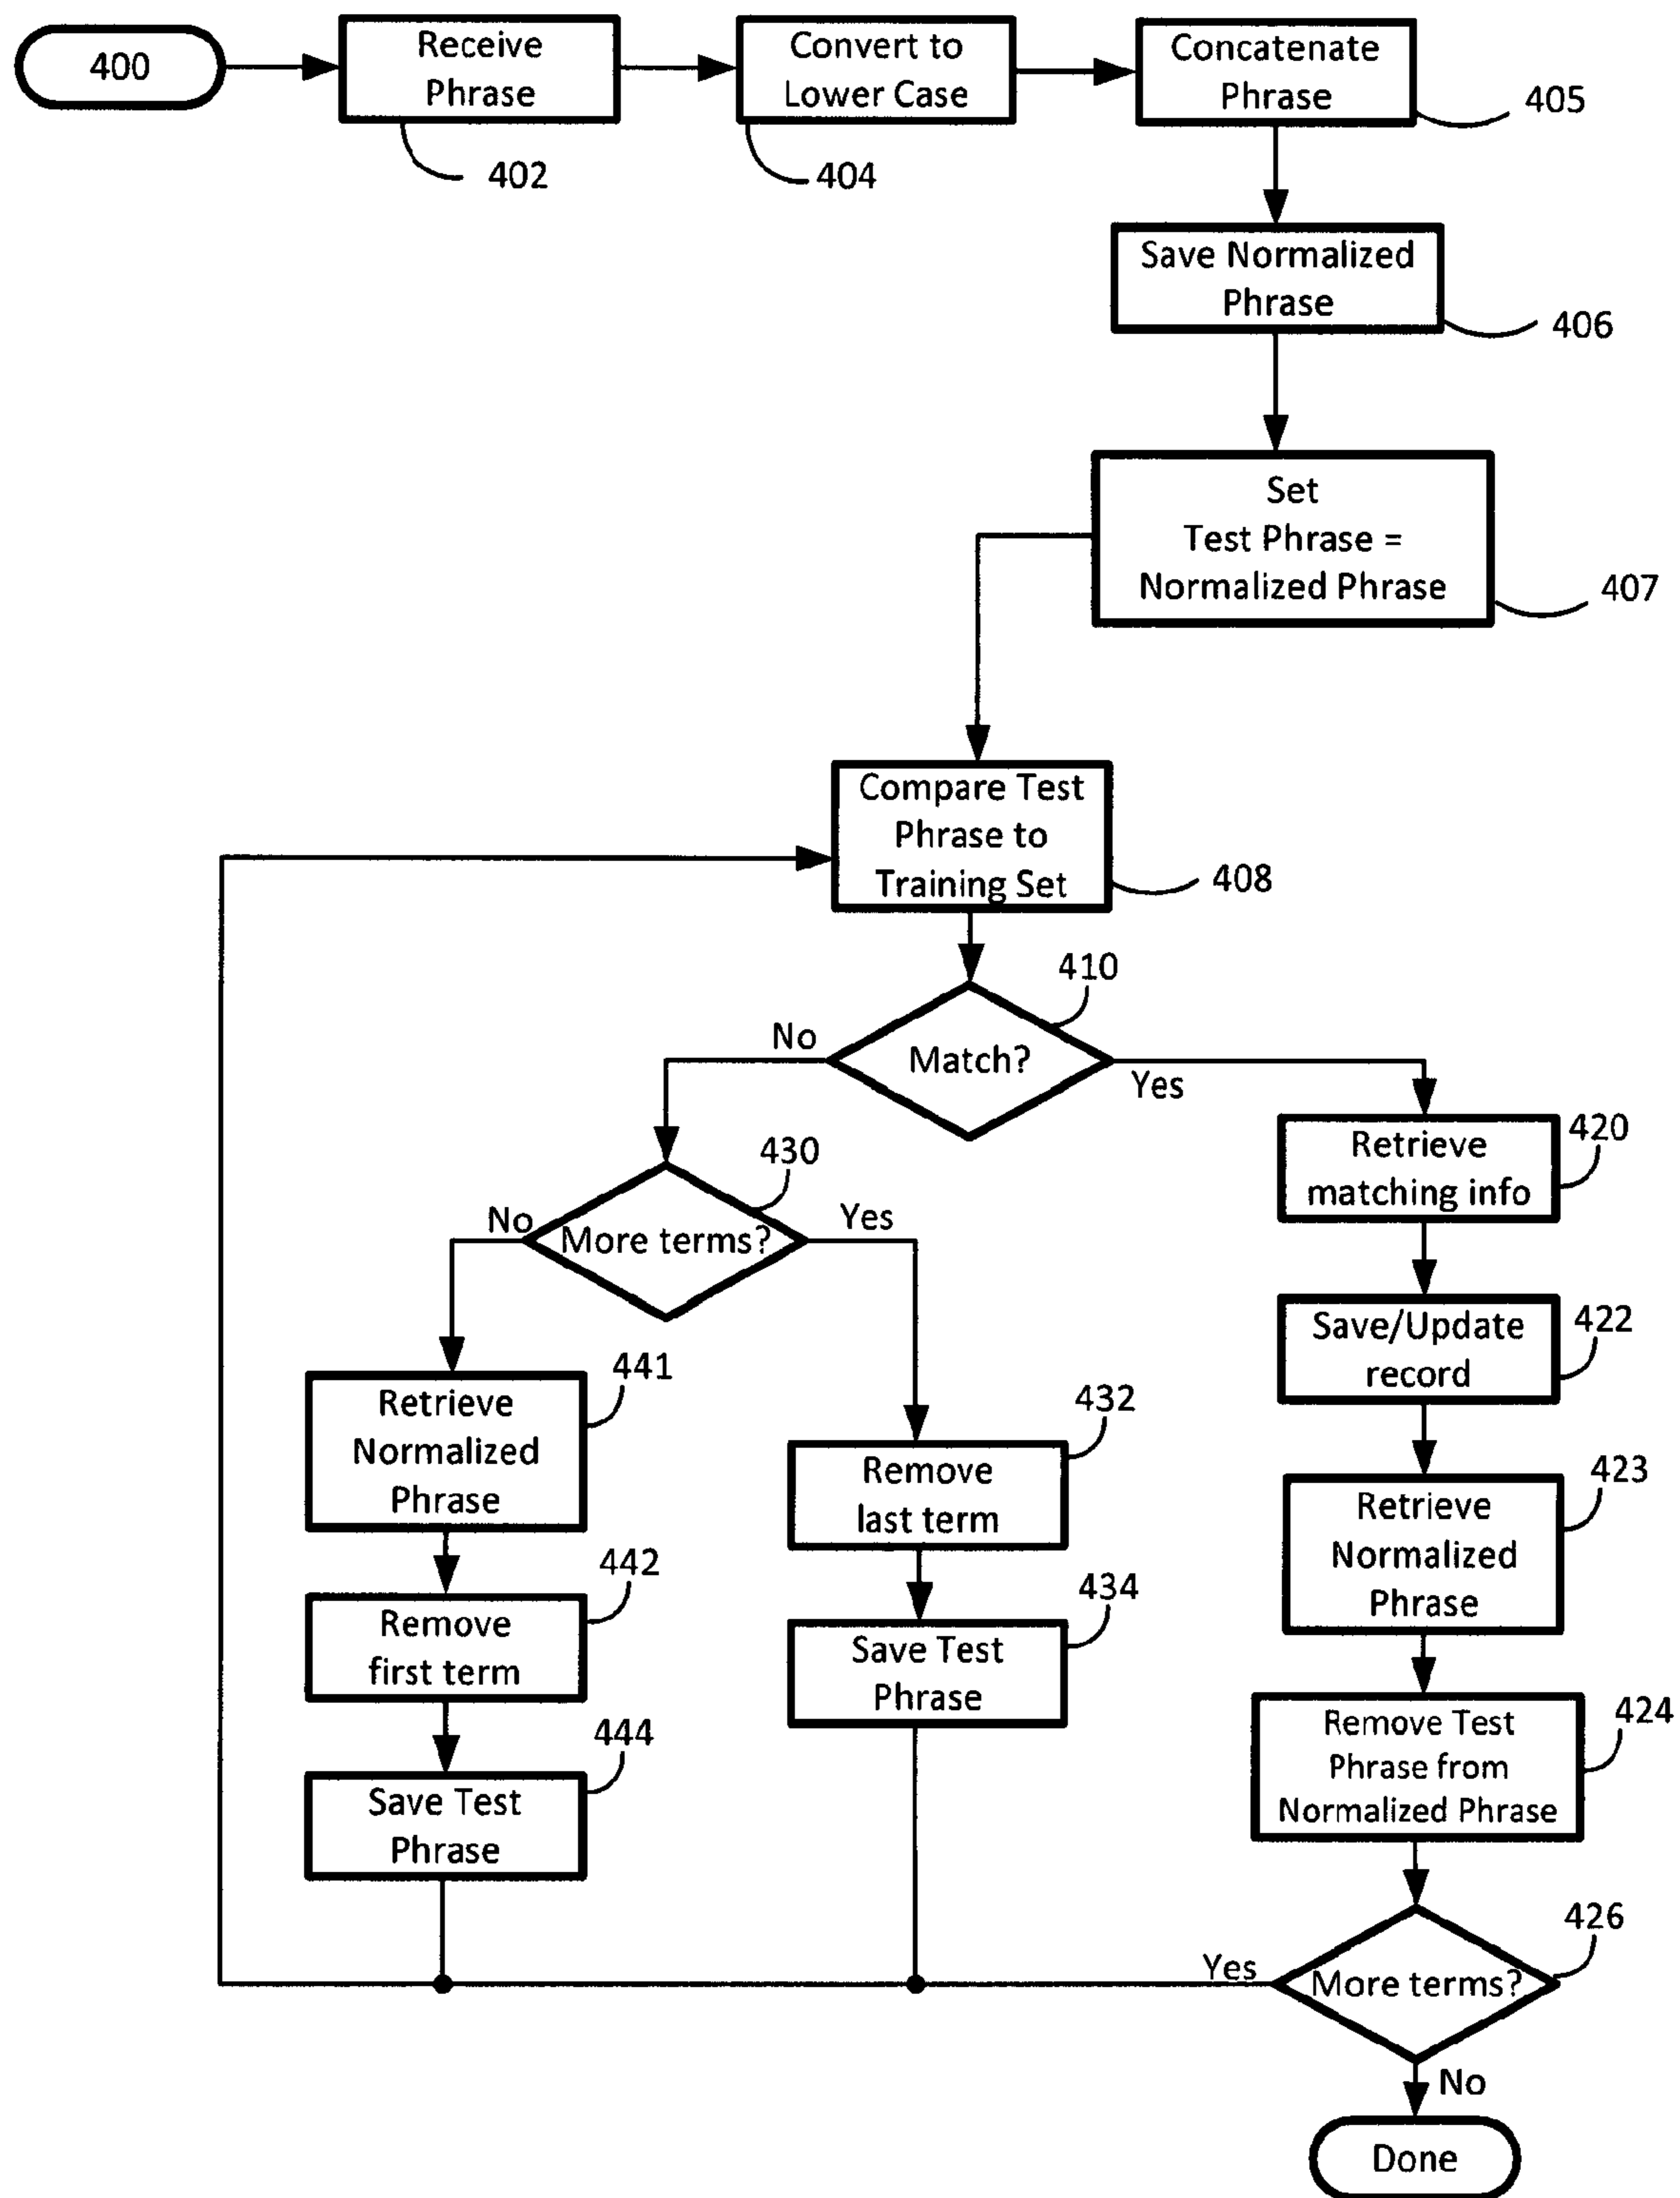 400
Receive
Phrase
402
Convert to
Lower Case
404
Concatenate
Phrase
405
Save Normalized
Phrase
406
Set
Test Phrase =
Normalized Phrase
407
Compare Test
Phrase to
Training Set
408
410
Match?
No
Yes
430
More terms?
No
Yes
420
Retrieve
matching info
422
Save/Update
record
423
Retrieve
Normalized
Phrase
424
Remove Test
Phrase from
Normalized Phrase
426
More terms?
Yes
No
Done
432
Remove
last term
434
Save Test
Phrase
441
Retrieve
Normalized
Phrase
442
Remove
first term
444
Save Test
Phrase